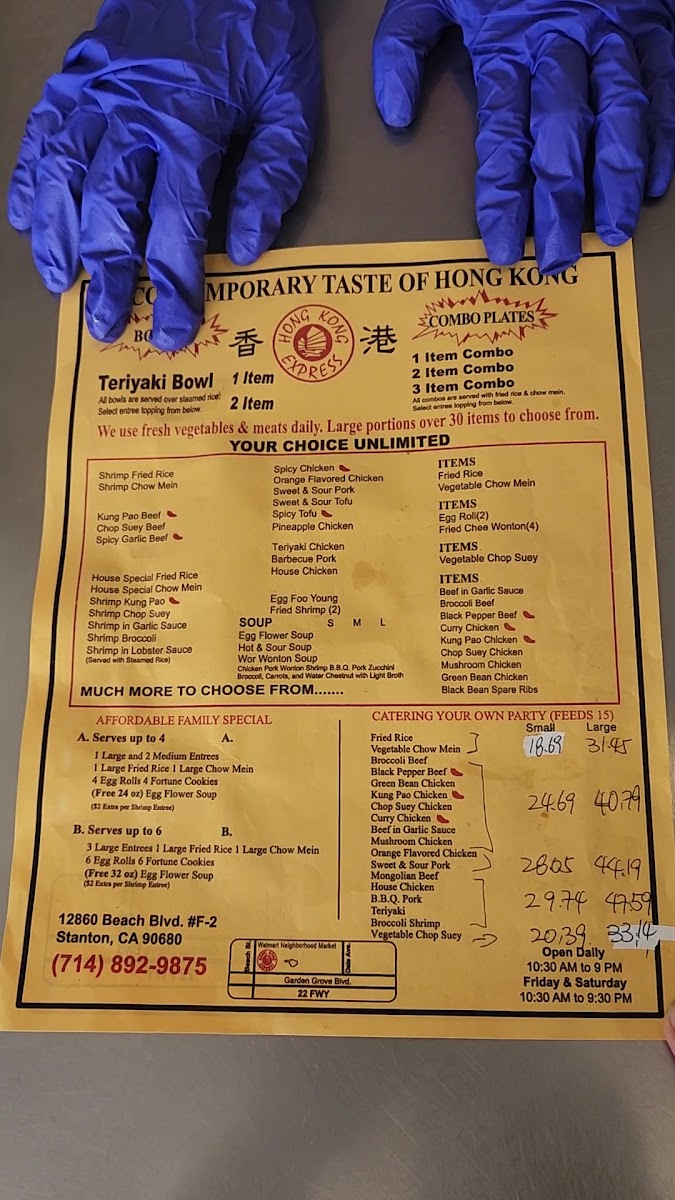 MPORARY TASTE OF HONG KONG
香
HONG KONG
EXPRESS
港
COMBO PLATES
Teriyaki Bowl
1 Item
2 Item
All bowls are served over steamed rice!
Select entree topping from below.
1 Item Combo
2 Item Combo
3 Item Combo
All combos are served with fried rice & chow mein.
Select entree topping from below.
We use fresh vegetables & meats daily. Large portions over 30 items to choose from.
YOUR CHOICE UNLIMITED
Shrimp Fried Rice
Shrimp Chow Mein
Kung Pao Beef
Chop Suey Beef
Spicy Garlic Beef
House Special Fried Rice
House Special Chow Mein
Shrimp Kung Pao
Shrimp Chop Suey
Shrimp in Garlic Sauce
Shrimp Broccoli
Shrimp in Lobster Sauce
(Served with Steamed Rice)
Spicy Chicken
Orange Flavored Chicken
Sweet & Sour Pork
Sweet & Sour Tofu
Spicy Tofu
Pineapple Chicken
Teriyaki Chicken
Barbecue Pork
House Chicken
Egg Foo Young
Fried Shrimp (2)
SOUP S M L
Egg Flower Soup
Hot & Sour Soup
Wor Wonton Soup
Chicken Pork Wonton Shrimp B.B.Q. Pork Zucchini
Broccoli, Carrots, and Water Chestnut with Light Broth
ITEMS
Fried Rice
Vegetable Chow Mein
ITEMS
Egg Roll(2)
Fried Chee Wonton(4)
ITEMS
Vegetable Chop Suey
ITEMS
Beef in Garlic Sauce
Broccoli Beef
Black Pepper Beef
Curry Chicken
Kung Pao Chicken
Chop Suey Chicken
Mushroom Chicken
Green Bean Chicken
Black Bean Spare Ribs
MUCH MORE TO CHOOSE FROM.......
AFFORDABLE FAMILY SPECIAL
A. Serves up to 4 A.
1 Large and 2 Medium Entrees
1 Large Fried Rice 1 Large Chow Mein
4 Egg Rolls 4 Fortune Cookies
(Free 24 oz) Egg Flower Soup
($2 Extra per Shrimp Entree)
B. Serves up to 6 B.
3 Large Entrees 1 Large Fried Rice 1 Large Chow Mein
6 Egg Rolls 6 Fortune Cookies
(Free 32 oz) Egg Flower Soup
($2 Extra per Shrimp Entree)
CATERING YOUR OWN PARTY (FEEDS 15)
Small Large
Fried Rice
Vegetable Chow Mein 18.69 31.45
Broccoli Beef
Black Pepper Beef
Green Bean Chicken
Kung Pao Chicken
Chop Suey Chicken 24.69 40.79
Curry Chicken
Beef in Garlic Sauce
Mushroom Chicken
Orange Flavored Chicken
Sweet & Sour Pork 28.05 44.19
Mongolian Beef
House Chicken
B.B.Q. Pork 29.74 47.59
Teriyaki
Broccoli Shrimp
Vegetable Chop Suey 20.39 33.14
12860 Beach Blvd. #F-2
Stanton, CA 90680
(714) 892-9875
Beach Bl.
Walmart Neighborhood Market
Dale Ave.
Garden Grove Blvd.
22 FWY
Open Daily
10:30 AM to 9 PM
Friday & Saturday
10:30 AM to 9:30 PM